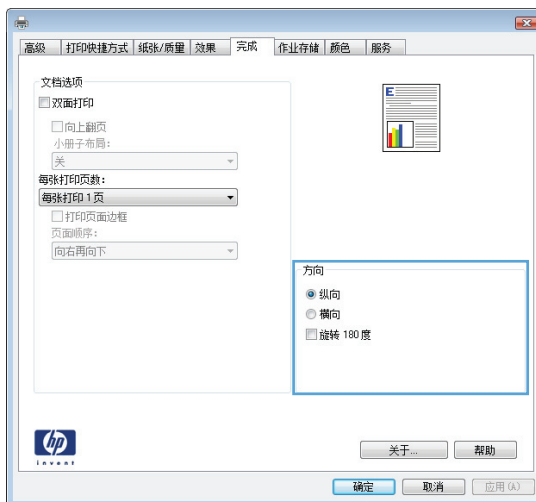 高级 打印快捷方式 纸张/质量 效果 完成 作业存储 颜色 服务
文档选项
双面打印
向上翻页
小册子布局:
关
每张打印页数:
每张打印 1 页
打印页面边框
页面顺序:
向右再向下
E
方向
纵向
横向
旋转 180 度
hp
invent
关于... 帮助
确定 取消 应用(A)